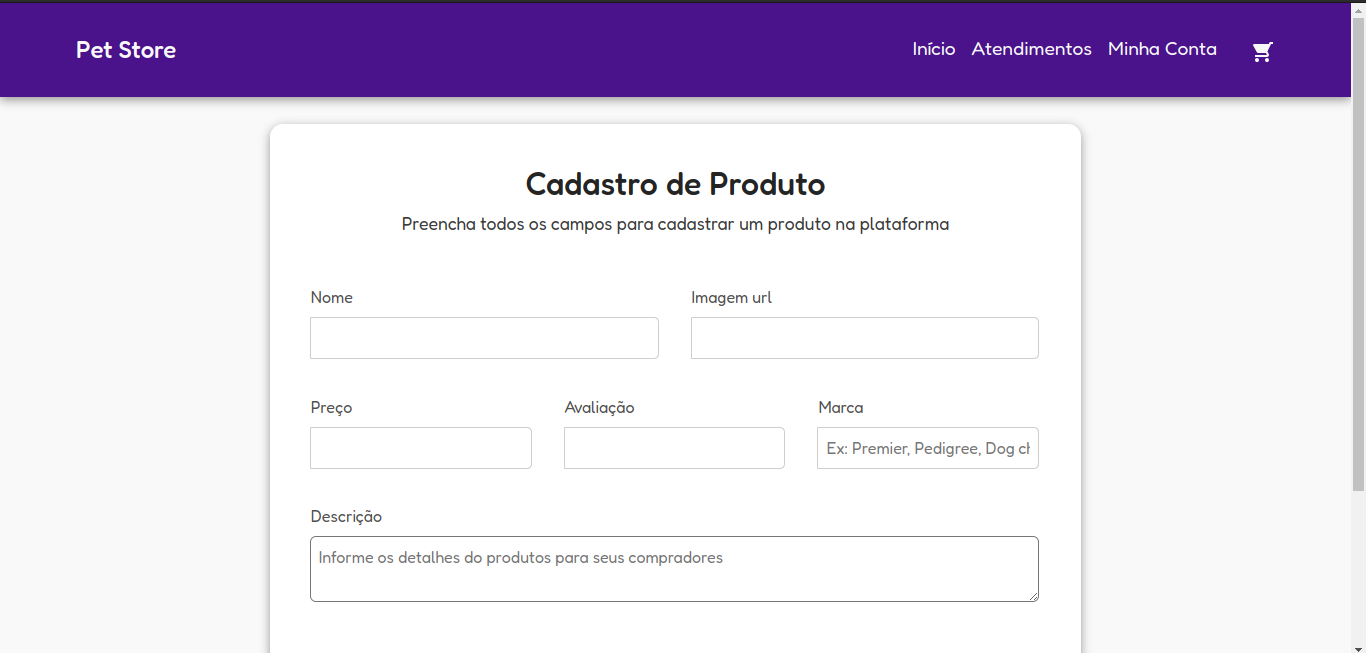 Pet Store
Início Atendimentos Minha Conta
Cadastro de Produto
Preencha todos os campos para cadastrar um produto na plataforma
Nome Imagem url
Preço Avaliação Marca
Ex: Premier, Pedigree, Dog ch
Descrição
Informe os detalhes do produtos para seus compradores